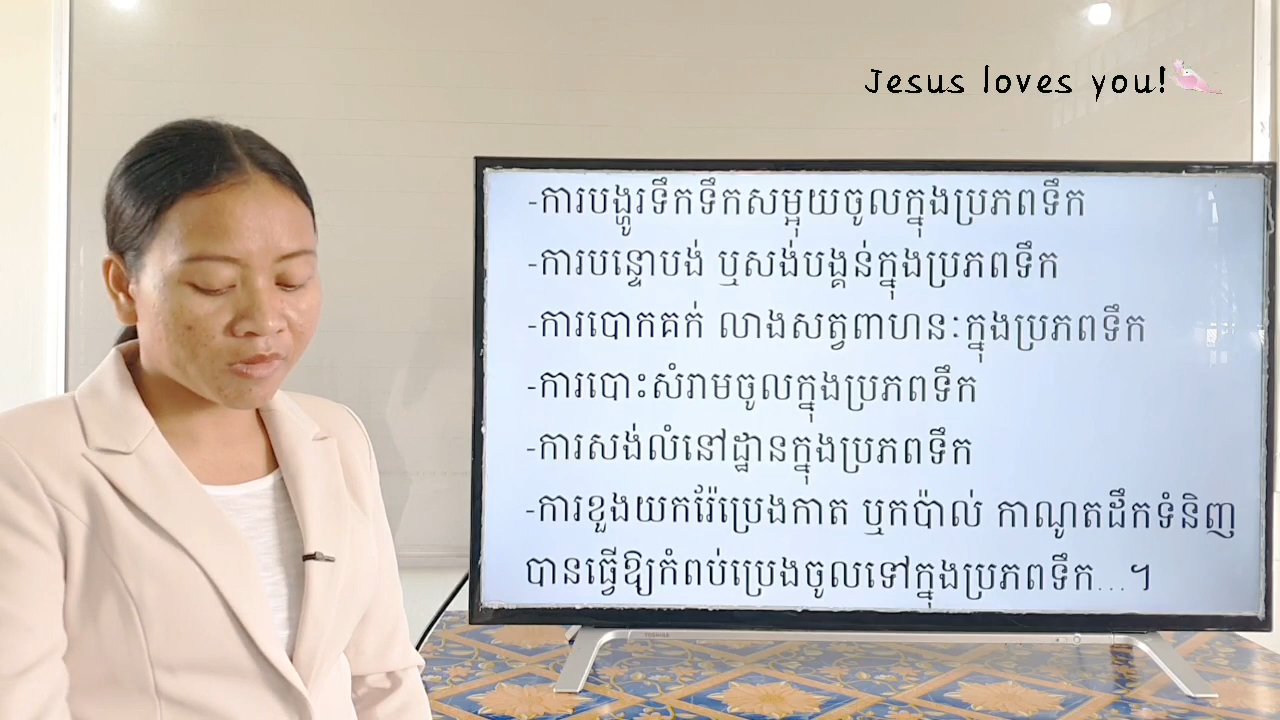 Jesus loves you!
-ការបង្ហូរទឹកទឹកសម្អុយចូលក្នុងប្រភពទឹក
-ការបន្ទោបង់ ឬសង់បង្គន់ក្នុងប្រភពទឹក
-ការបោកគក់ លាងសត្វពាហនៈក្នុងប្រភពទឹក
-ការបោះសំរាមចូលក្នុងប្រភពទឹក
-ការសង់លំនៅដ្ឋានក្នុងប្រភពទឹក
-ការខួងយករ៉ែប្រេងកាត ឬកប៉ាល់ កាណូតដឹកទំនិញ
បានធ្វើឱ្យកំពប់ប្រេងចូលទៅក្នុងប្រភពទឹក...។
TOSHIBA